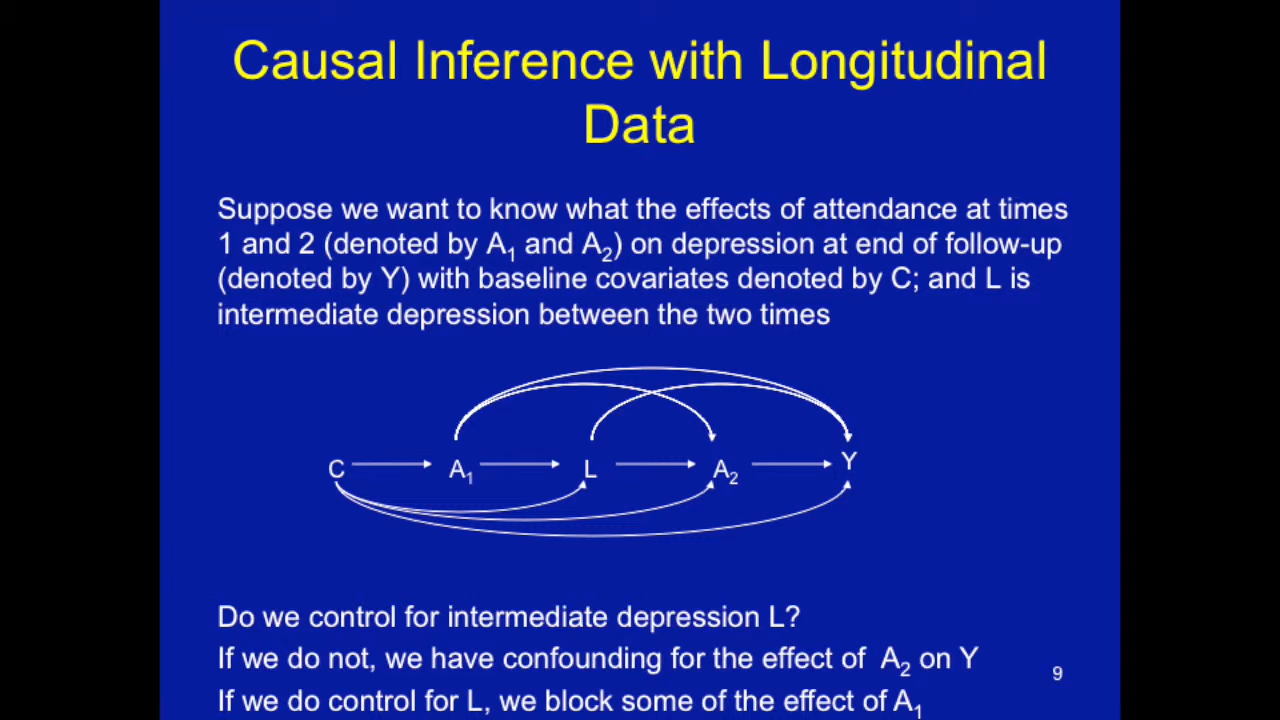 Causal Inference with Longitudinal
Data
Suppose we want to know what the effects of attendance at times
1 and 2 (denoted by A₁ and A₂) on depression at end of follow-up
(denoted by Y) with baseline covariates denoted by C; and L is
intermediate depression between the two times
C A₁ L A₂ Y
Do we control for intermediate depression L?
If we do not, we have confounding for the effect of A₂ on Y
9
If we do control for L, we block some of the effect of A₁